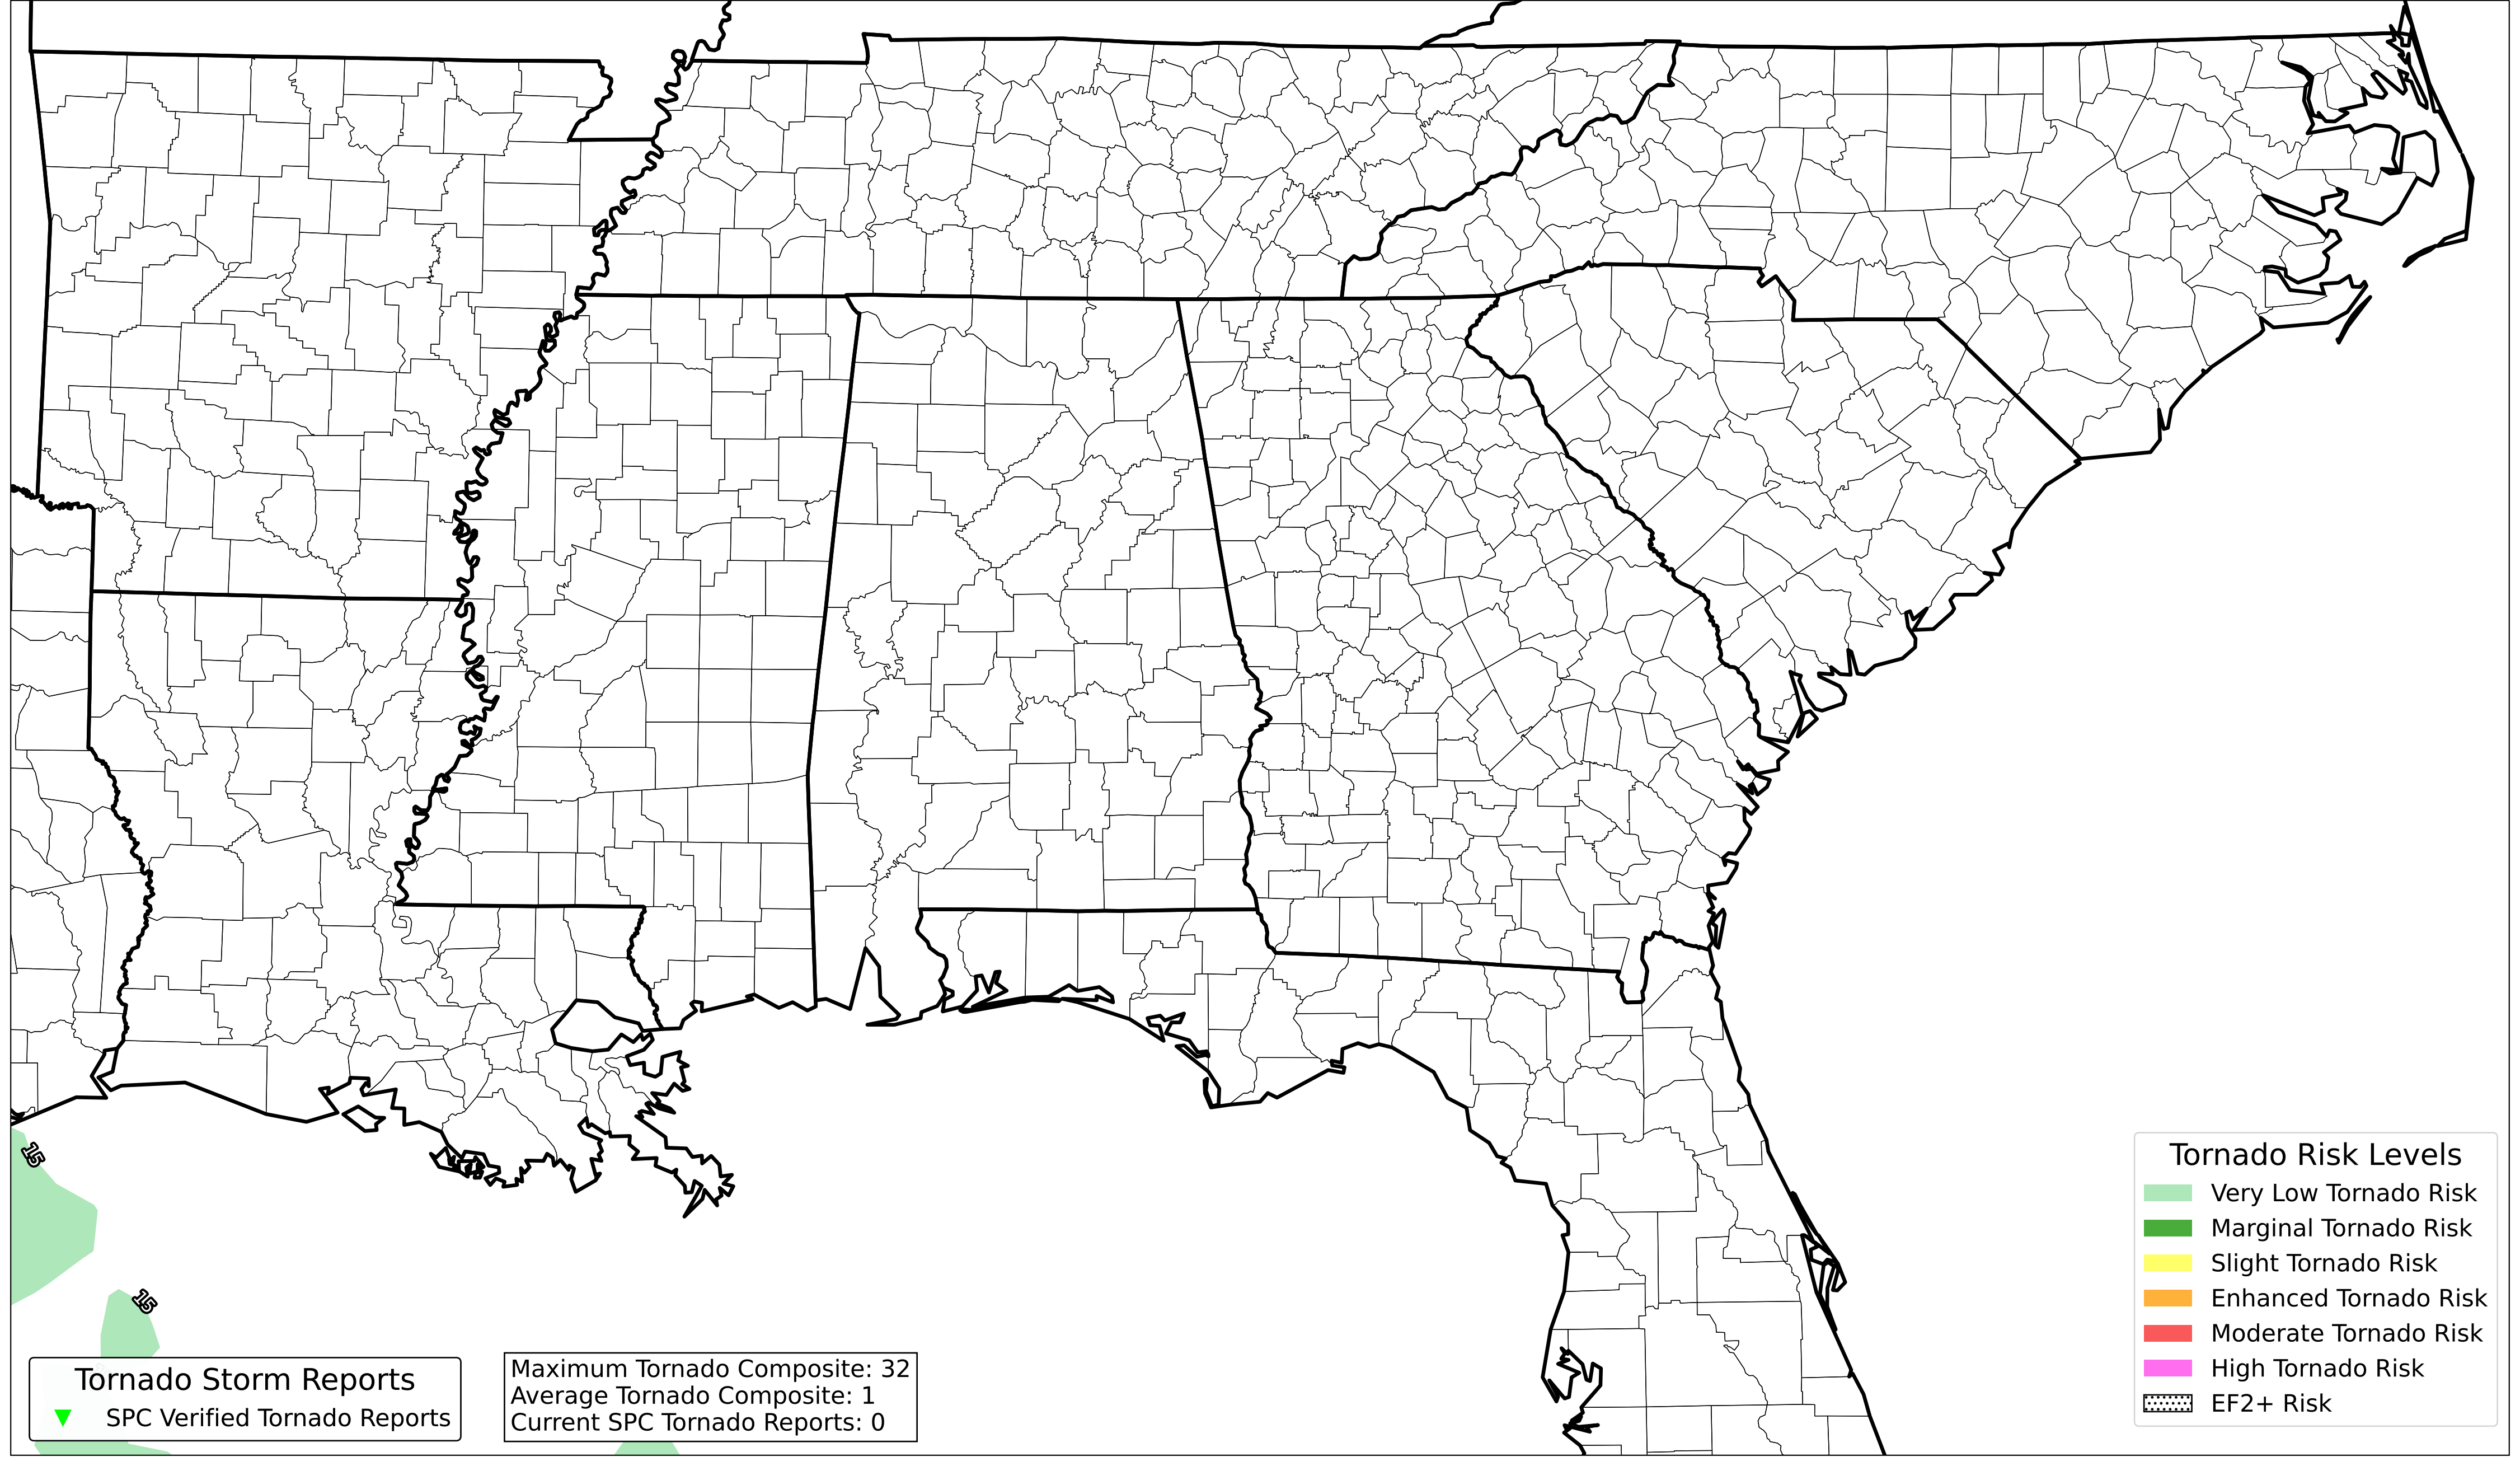 15
15
Tornado Storm Reports
SPC Verified Tornado Reports
Maximum Tornado Composite: 32
Average Tornado Composite: 1
Current SPC Tornado Reports: 0
Tornado Risk Levels
Very Low Tornado Risk
Marginal Tornado Risk
Slight Tornado Risk
Enhanced Tornado Risk
Moderate Tornado Risk
High Tornado Risk
EF2+ Risk